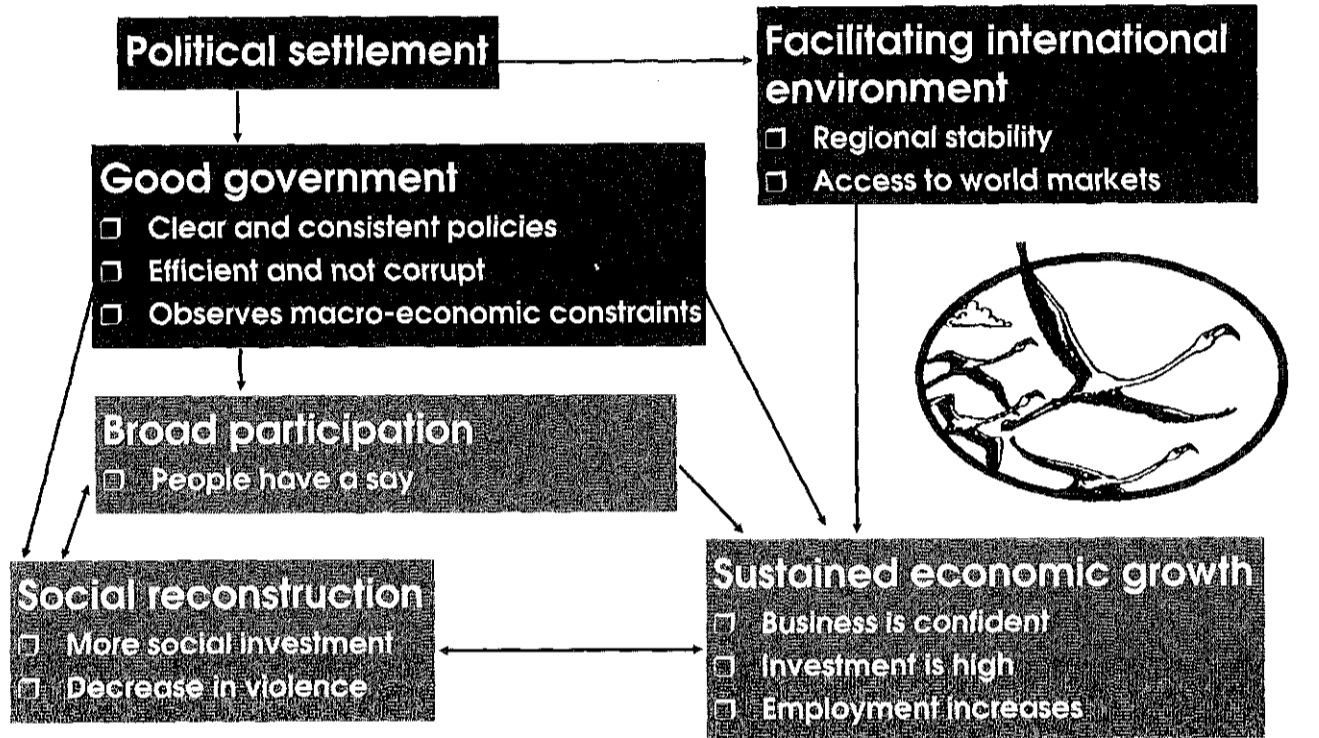 Political settlement
Facilitating international
environment
❒ Regional stability
❒ Access to world markets
Good government
❒ Clear and consistent policies
❒ Efficient and not corrupt
❒ Observes macro-economic constraints
Broad participation
❒ People have a say
Social reconstruction
❒ More social investment
❒ Decrease in violence
Sustained economic growth
❒ Business is confident
❒ Investment is high
❒ Employment increases